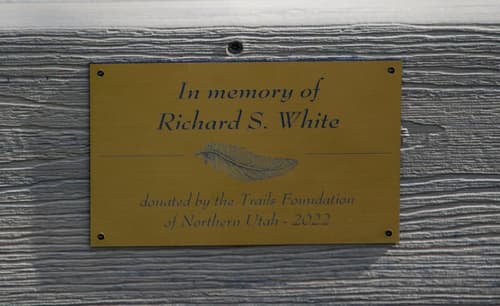 In memory of
Richard S. White
donated by the Trails Foundation
of Northern Utah - 2022